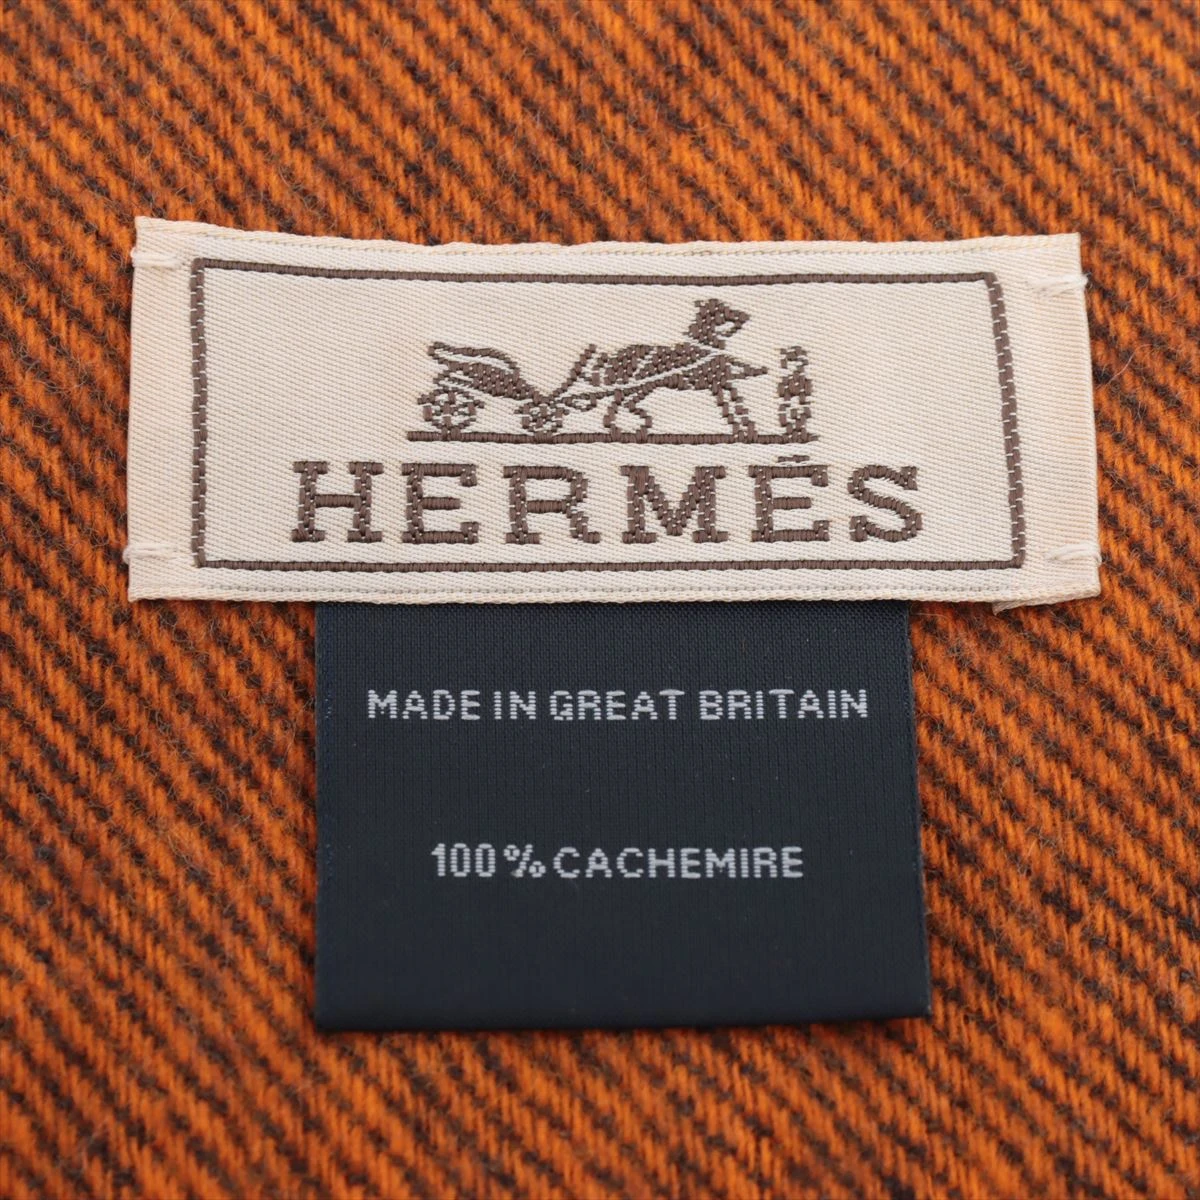 HERMÈS
MADE IN GREAT BRITAIN
100% CACHEMIRE